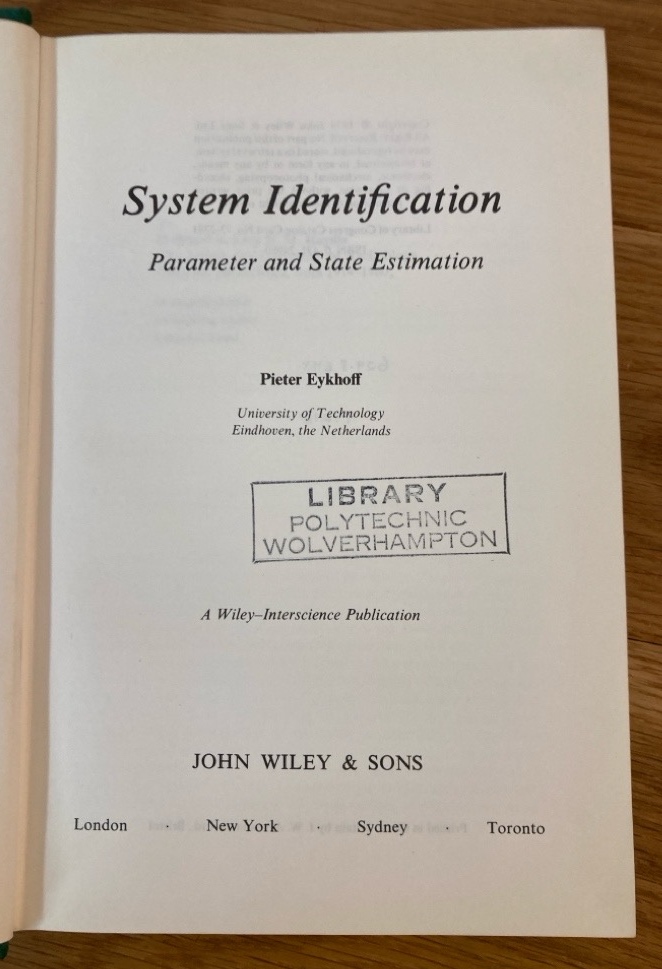 System Identification
Parameter and State Estimation
Pieter Eykhoff
University of Technology
Eindhoven, the Netherlands
LIBRARY
POLYTECHNIC
WOLVERHAMPTON
A Wiley–Interscience Publication
JOHN WILEY & SONS
London · New York · Sydney · Toronto